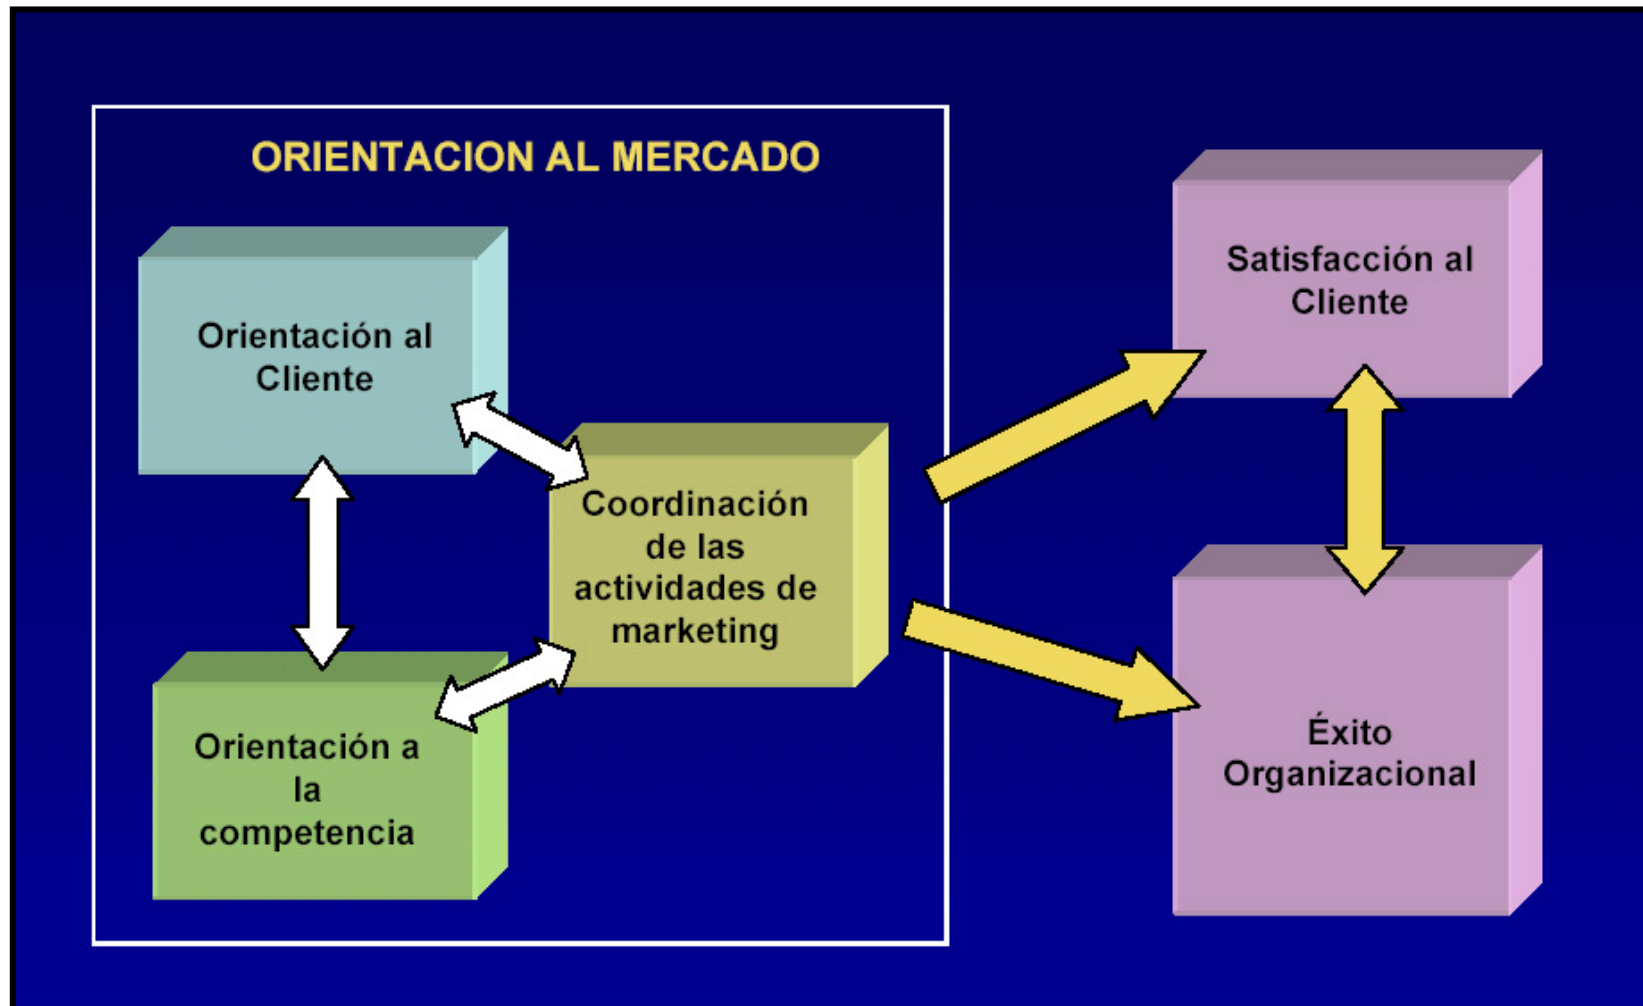 ORIENTACION AL MERCADO
Orientación al
Cliente
Coordinación
de las
actividades de
marketing
Orientación a
la
competencia
Satisfacción al
Cliente
Éxito
Organizacional